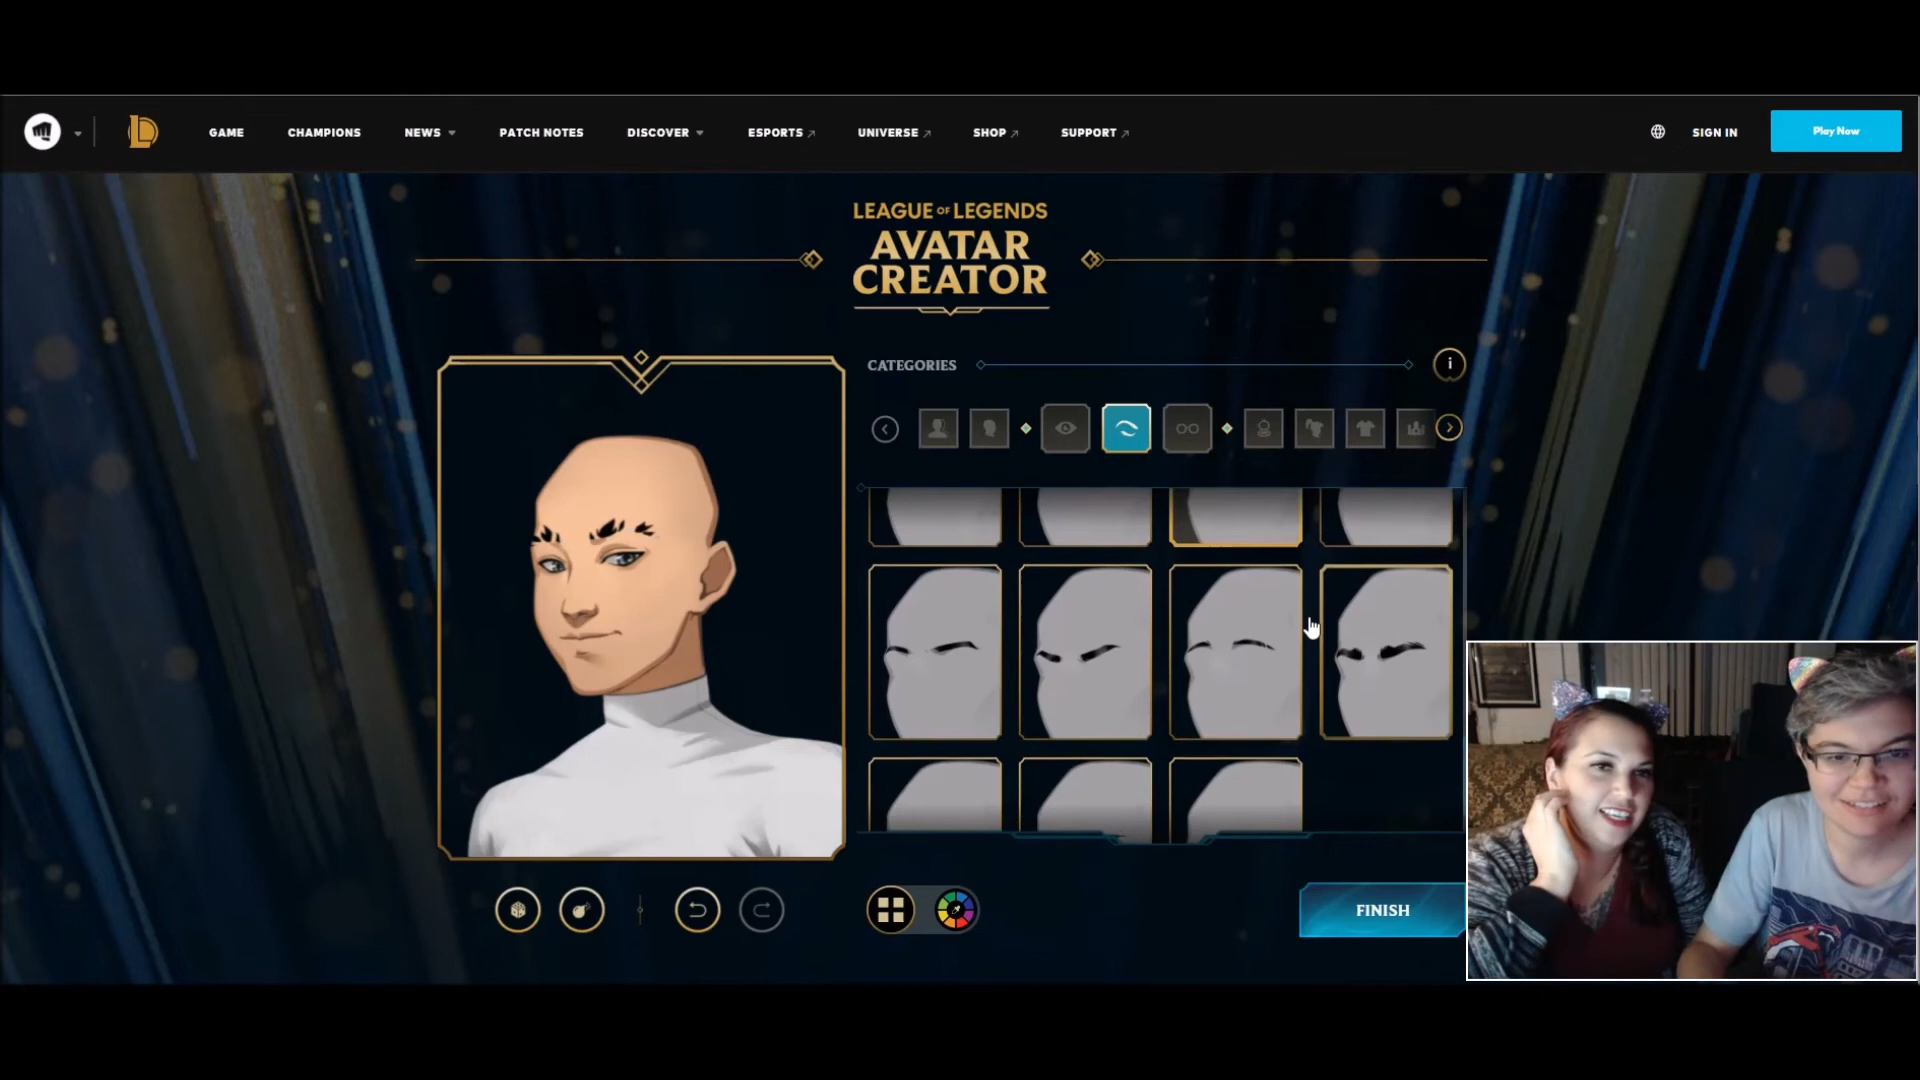 GAME CHAMPIONS NEWS PATCH NOTES DISCOVER ESPORTS UNIVERSE SHOP SUPPORT SIGN IN Play Now
LEAGUE OF LEGENDS
AVATAR
CREATOR
CATEGORIES
i
FINISH